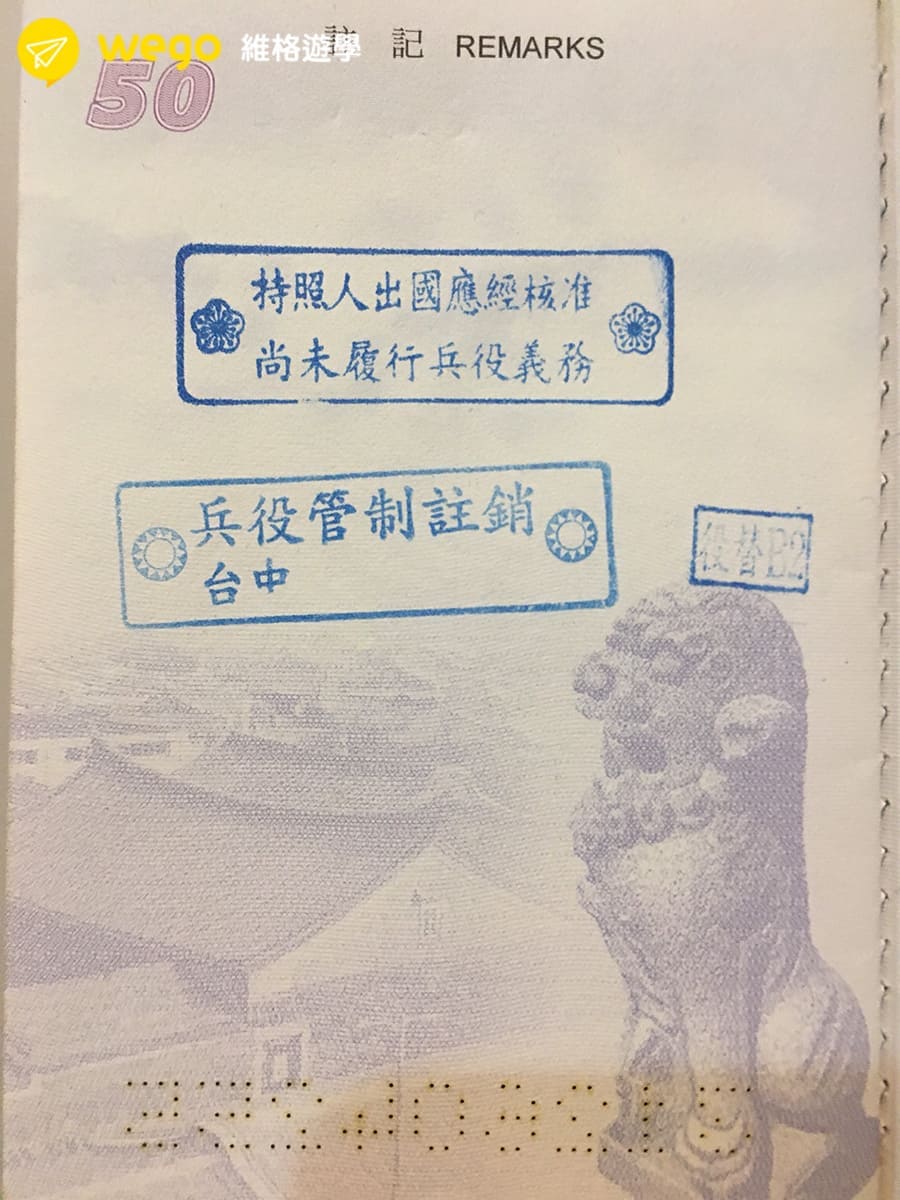 wego 維格遊學
註 記 REMARKS
50
持照人出國應經核准
尚未履行兵役義務
兵役管制註銷
台中
役替B2